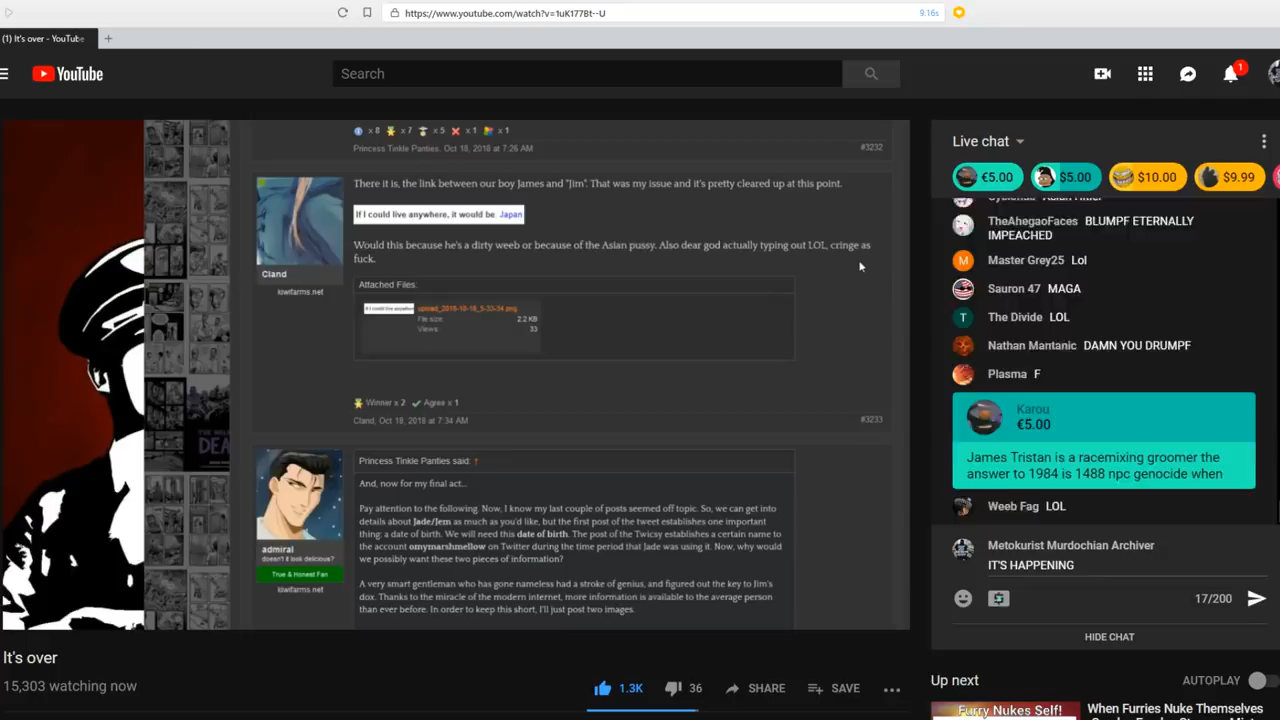 https://www.youtube.com/watch?v=1uK177Bt--U
9.16s
(1) It's over - YouTube
YouTube
Search
1
x 8 x 7 x 5 x 1 x 1
Princess Tinkle Panties, Oct 18, 2018 at 7:26 AM
#3232
There it is, the link between our boy James and "Jim". That was my issue and it's pretty cleared up at this point.
If I could live anywhere, it would be Japan
Would this because he's a dirty weeb or because of the Asian pussy. Also dear god actually typing out LOL, cringe as
fuck.
Cland
kiwifarms.net
Attached Files:
If I could live anywhere
upload_2018-10-18_5-33-34.png
File size: 2.2 KB
Views: 33
Winner x 2 Agree x 1
Cland, Oct 18, 2018 at 7:34 AM
#3233
Princess Tinkle Panties said: ↑
And, now for my final act...
Pay attention to the following. Now, I know my last couple of posts seemed off topic. So, we can get into
details about Jade/Jem as much as you'd like, but the first post of the tweet establishes one important
thing: a date of birth. We will need this date of birth. The post of the Twicsy establishes a certain name to
the account omymarshmellow on Twitter during the time period that Jade was using it. Now, why would
we possibly want these two pieces of information?
A very smart gentleman who has gone nameless had a stroke of genius, and figured out the key to Jim's
dox. Thanks to the miracle of the modern internet, more information is available to the average person
than ever before. In order to keep this short, I'll just post two images.
admiral
doesn't it look delicious?
True & Honest Fan
kiwifarms.net
It's over
15,303 watching now
1.3K
36
SHARE
SAVE
Live chat
€5.00
$5.00
$10.00
$9.99
TheAhegaoFaces BLUMPF ETERNALLY
IMPEACHED
Master Grey25 Lol
Sauron 47 MAGA
T The Divide LOL
Nathan Mantanic DAMN YOU DRUMPF
Plasma F
Karou
€5.00
James Tristan is a racemixing groomer the
answer to 1984 is 1488 npc genocide when
Weeb Fag LOL
Metokurist Murdochian Archiver
IT'S HAPPENING
17/200
HIDE CHAT
Up next
AUTOPLAY
Furry Nukes Self!
When Furries Nuke Themselves